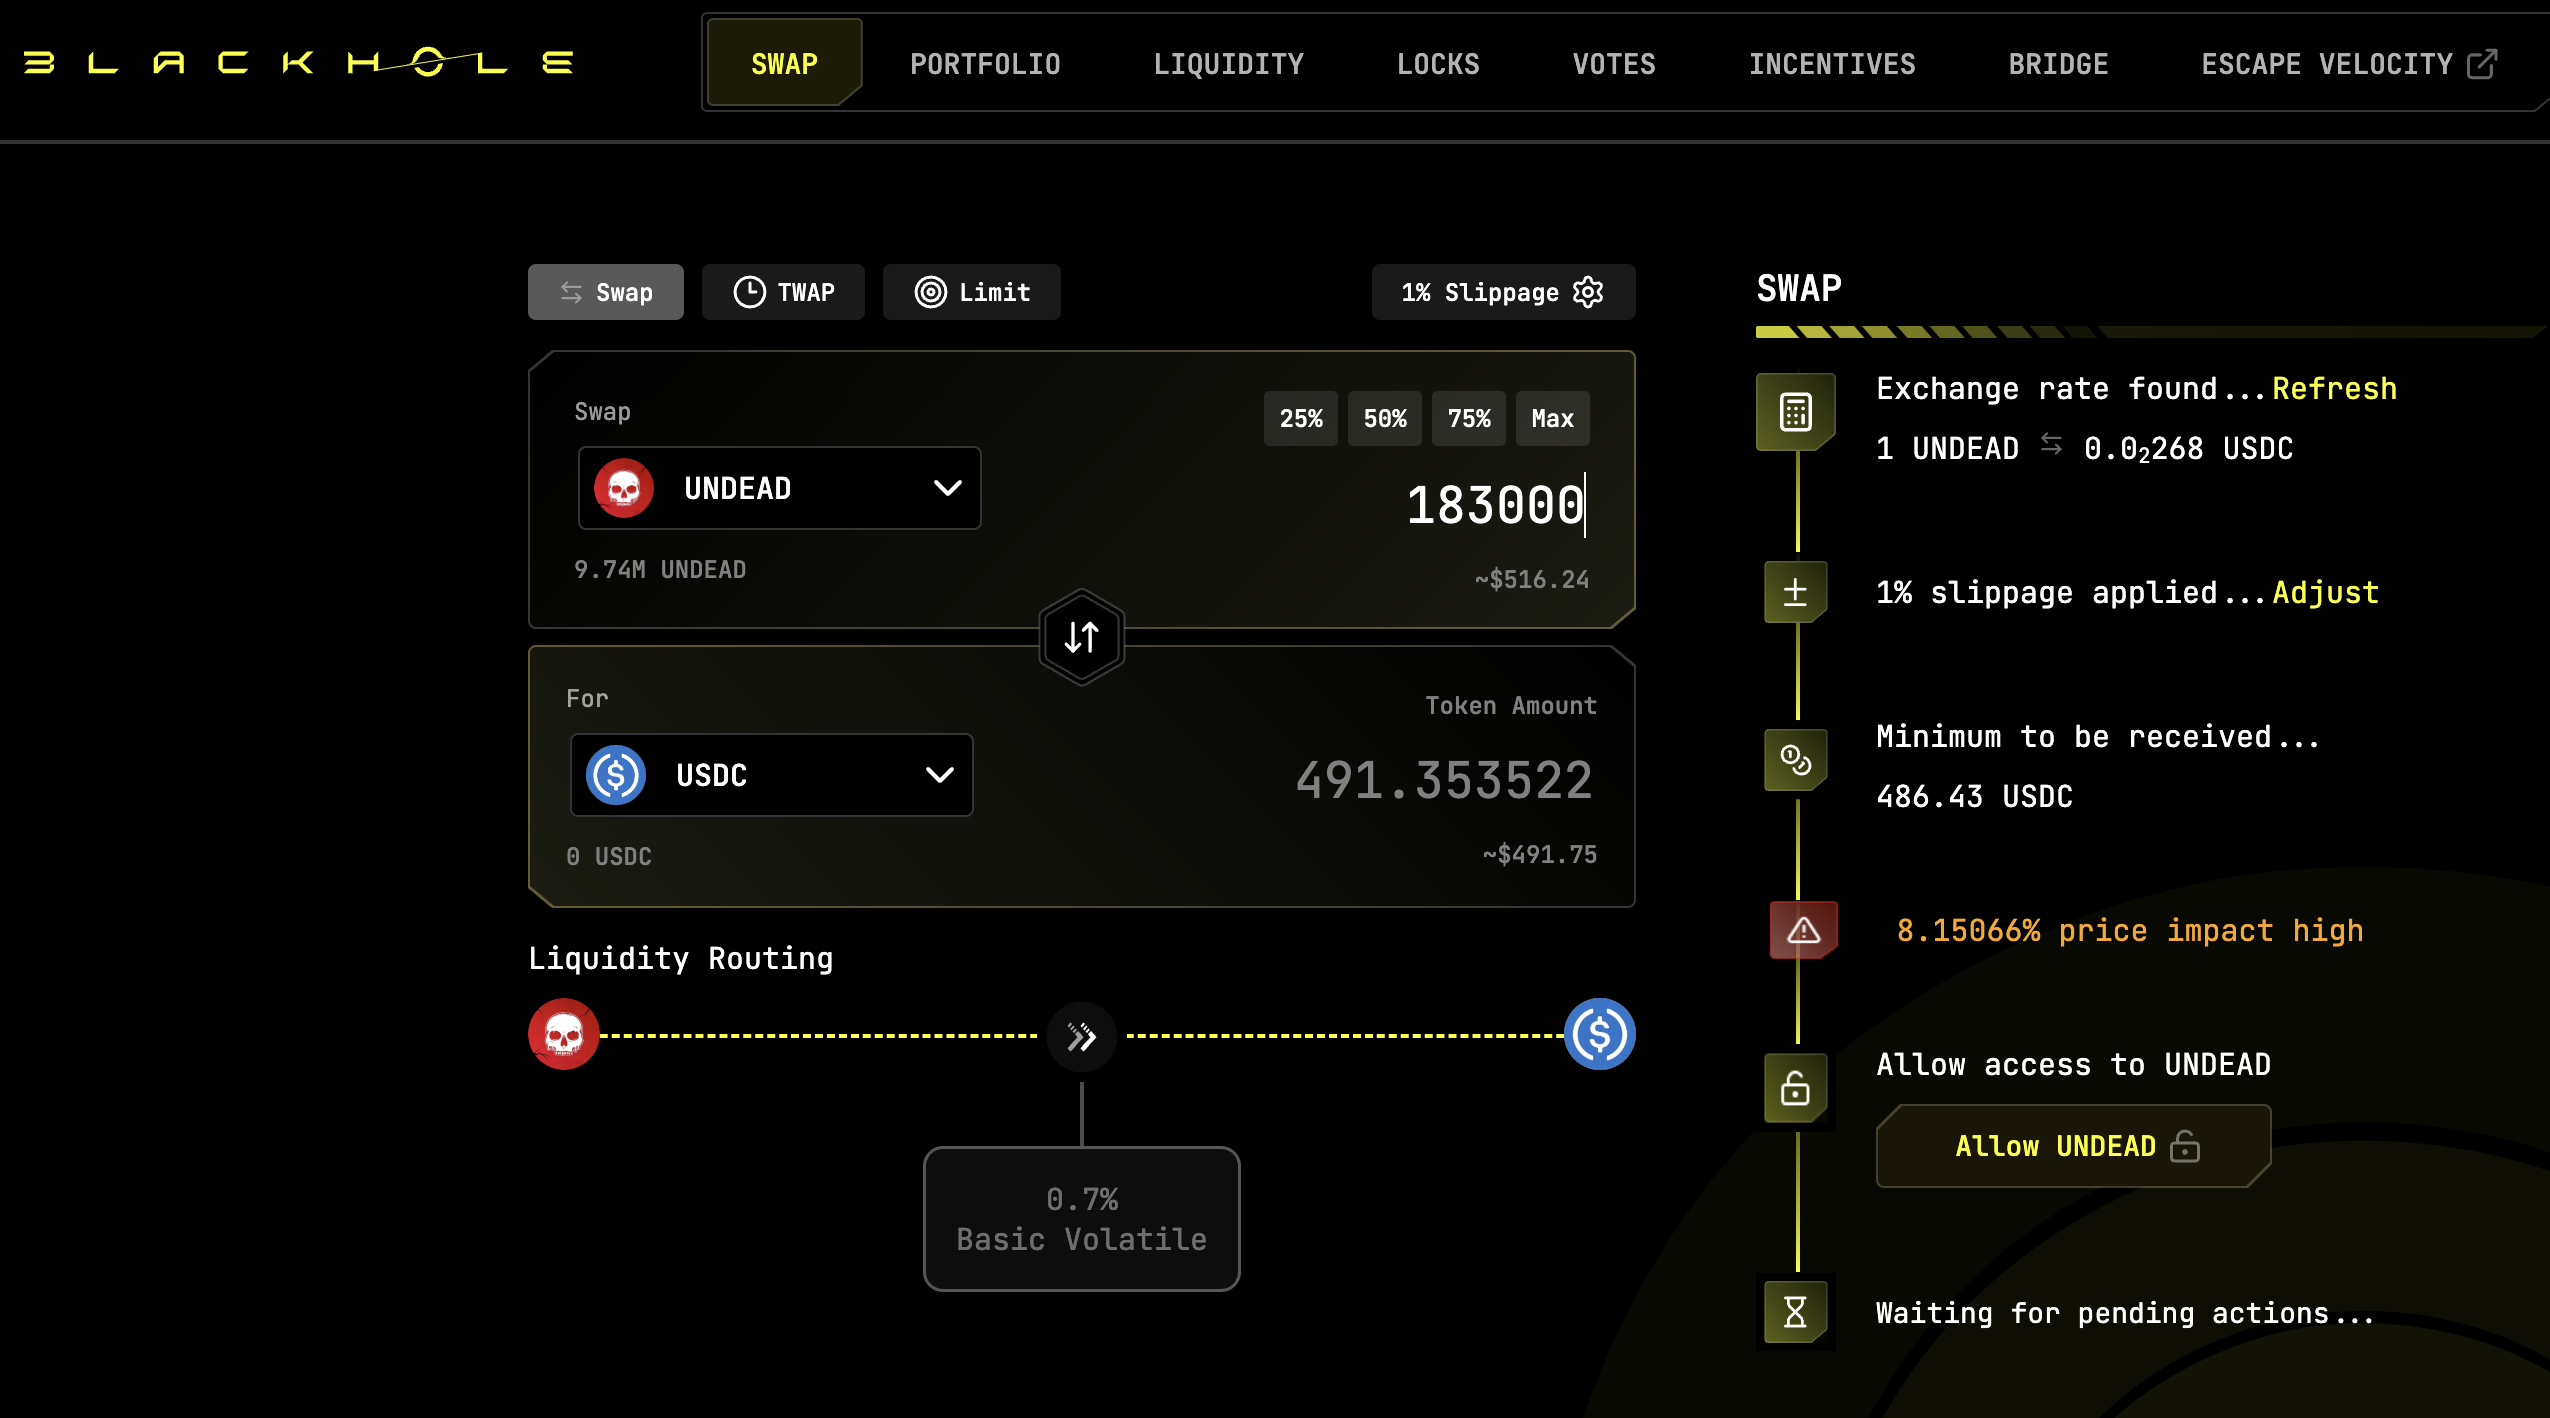 BLACKHOLE
SWAP PORTFOLIO LIQUIDITY LOCKS VOTES INCENTIVES BRIDGE ESCAPE VELOCITY
Swap TWAP Limit 1% Slippage
Swap
25% 50% 75% Max
UNDEAD
183000
9.74M UNDEAD
~$516.24
For
Token Amount
USDC
491.353522
0 USDC
~$491.75
Liquidity Routing
0.7%
Basic Volatile
SWAP
Exchange rate found...Refresh
1 UNDEAD ⇆ 0.0₂268 USDC
1% slippage applied...Adjust
Minimum to be received...
486.43 USDC
8.15066% price impact high
Allow access to UNDEAD
Allow UNDEAD
Waiting for pending actions...